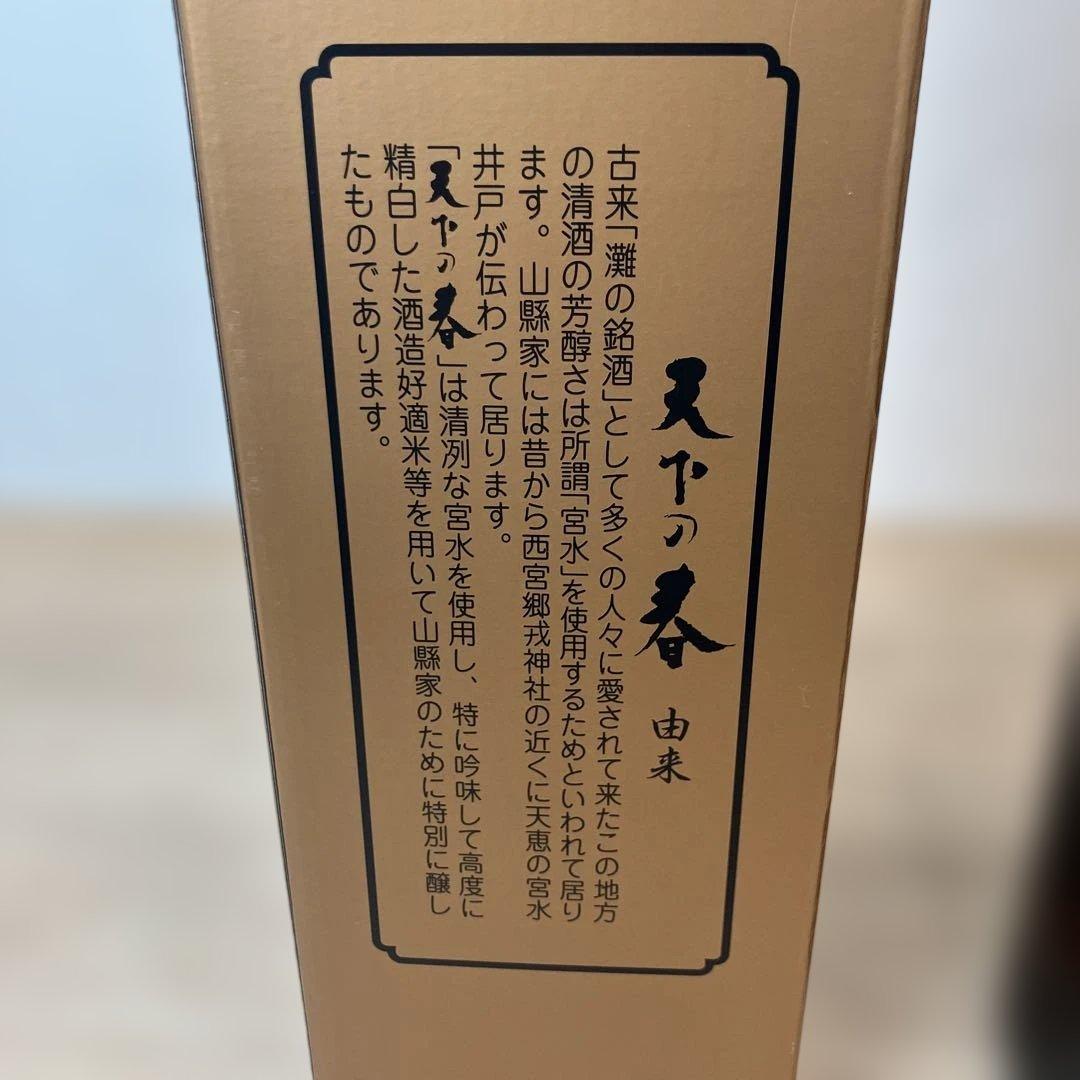 天下の春 由来
古来「灘の銘酒」として多くの人々に愛されて来たこの地方
の清酒の芳醇さは所謂「宮水」を使用するためといわれて居り
ます。山縣家には昔から西宮郷、戎神社の近くに天恵の宮水
井戸が伝わって居ります。
「天下の春」は清冽な宮水を使用し、特に吟味して高度に
精白した酒造好適米等を用いて山縣家のために特別に醸し
たものであります。